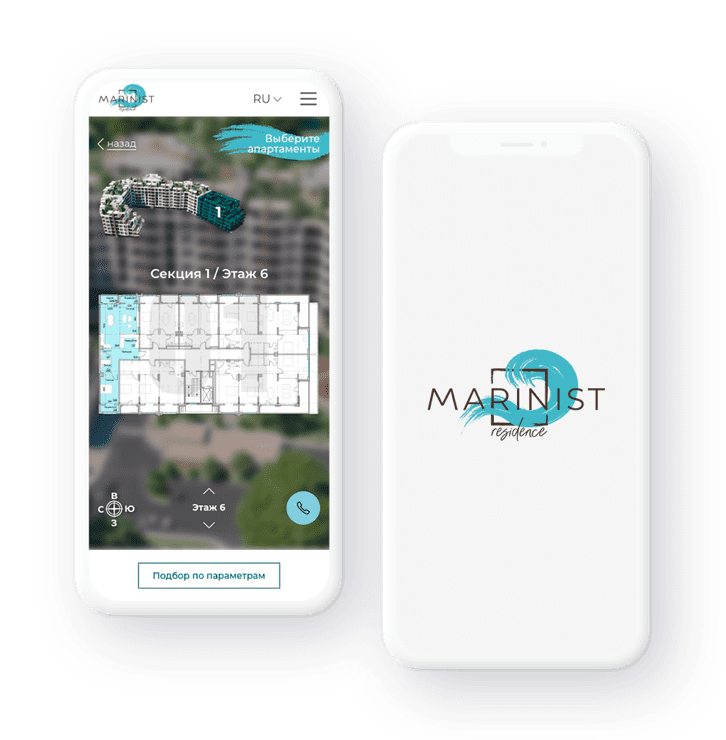 MARINIST
RU
назад
Выберите
апартаменты
1
Секция 1 / Этаж 6
В
С Ю
З
Этаж 6
Подбор по параметрам
MARINIST
residence